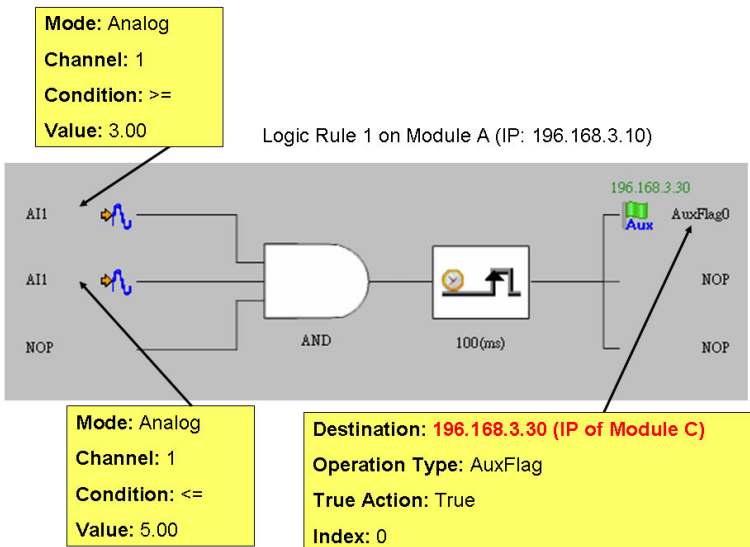 Mode: Analog
Channel: 1
Condition: >=
Value: 3.00
Logic Rule 1 on Module A (IP: 196.168.3.10)
196.168.3.30
AI1
Aux
AuxFlag0
AI1
NOP
NOP
AND
100(ms)
NOP
Mode: Analog
Channel: 1
Condition: <=
Value: 5.00
Destination: 196.168.3.30 (IP of Module C)
Operation Type: AuxFlag
True Action: True
Index: 0